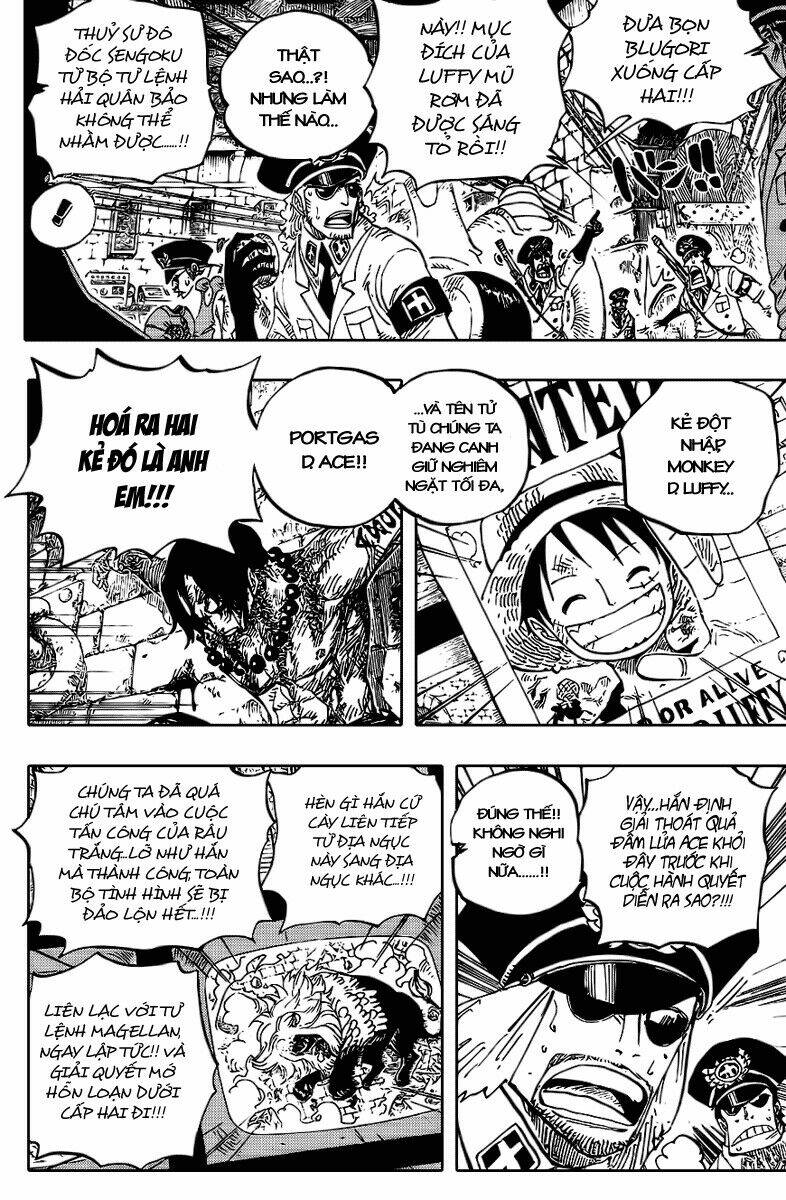 ĐƯA BỌN
BLUGORI
XUỐNG CẤP
HAI!!!
NÀY!! MỤC
ĐÍCH CỦA
LUFFY MŨ
RƠM ĐÃ
ĐƯỢC SÁNG
TỎ RỒI!!
THẬT
SAO...?!
NHƯNG LÀM
THẾ NÀO...
THUỶ SƯ ĐÔ
ĐỐC SENGOKU
TỪ BỘ TƯ LỆNH
HẢI QUÂN BẢO
KHÔNG THỂ
NHẦM ĐƯỢC.....!!
!
KẺ ĐỘT
NHẬP,
MONKEY
D. LUFFY...
...VÀ TÊN TỬ
TÙ CHÚNG TA
ĐANG CANH
GIỮ NGHIÊM
NGẶT TỐI ĐA,
PORTGAS
D. ACE!!
HOÁ RA HAI
KẺ ĐÓ LÀ ANH
EM!!!
OR ALIVE
LUFFY
VẬY...HẮN ĐỊNH
GIẢI THOÁT QUẢ
ĐẤM LỬA ACE KHỎI
ĐÂY TRƯỚC KHI
CUỘC HÀNH QUYẾT
DIỄN RA SAO?!!!
ĐÚNG THẾ!!
KHÔNG NGHI
NGỜ GÌ
NỮA......!!
HÈN GÌ HẮN CỨ
CÀY LIÊN TIẾP
TỪ ĐỊA NGỤC
NÀY SANG ĐỊA
NGỤC KHÁC...!!!
CHÚNG TA ĐÃ QUÁ
CHÚ TÂM VÀO CUỘC
TẤN CÔNG CỦA RÂU
TRẮNG...LỠ NHƯ HẮN
MÀ THÀNH CÔNG TOÀN
BỘ TÌNH HÌNH SẼ BỊ
ĐẢO LỘN HẾT...!!!
LIÊN LẠC VỚI TƯ
LỆNH MAGELLAN,
NGAY LẬP TỨC!! VÀ
GIẢI QUYẾT MỚ
HỖN LOẠN DƯỚI
CẤP HAI ĐI!!!